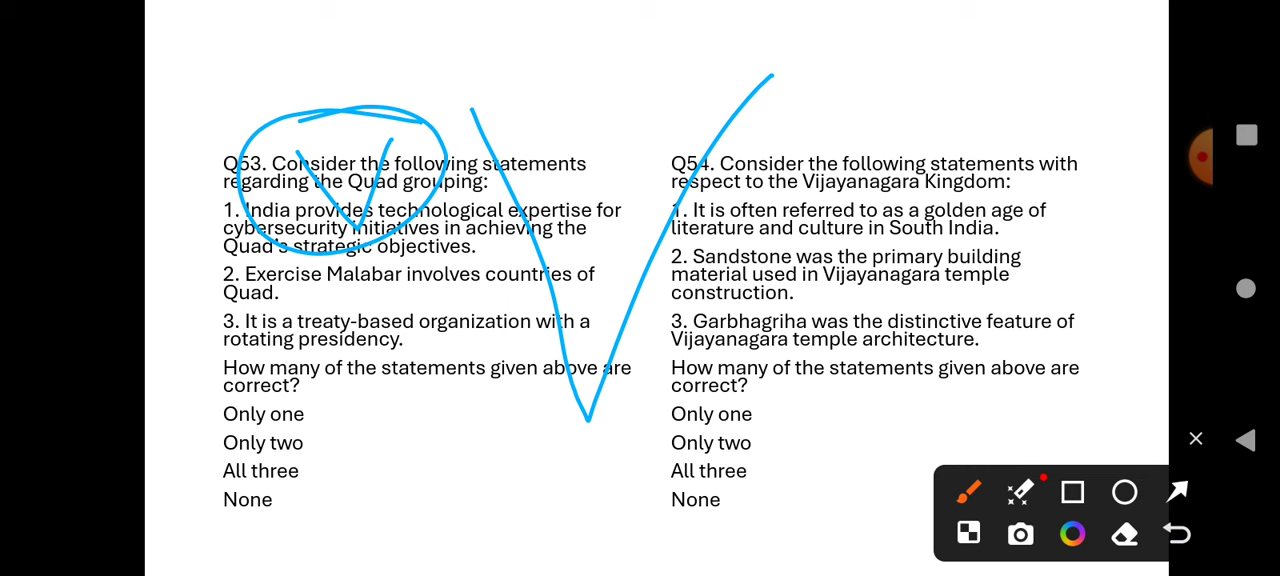 Q53. Consider the following statements
regarding the Quad grouping:
1. India provides technological expertise for
cybersecurity initiatives in achieving the
Quad's strategic objectives.
2. Exercise Malabar involves countries of
Quad.
3. It is a treaty-based organization with a
rotating presidency.
How many of the statements given above are
correct?
Only one
Only two
All three
None
Q54. Consider the following statements with
respect to the Vijayanagara Kingdom:
1. It is often referred to as a golden age of
literature and culture in South India.
2. Sandstone was the primary building
material used in Vijayanagara temple
construction.
3. Garbhagriha was the distinctive feature of
Vijayanagara temple architecture.
How many of the statements given above are
correct?
Only one
Only two
All three
None